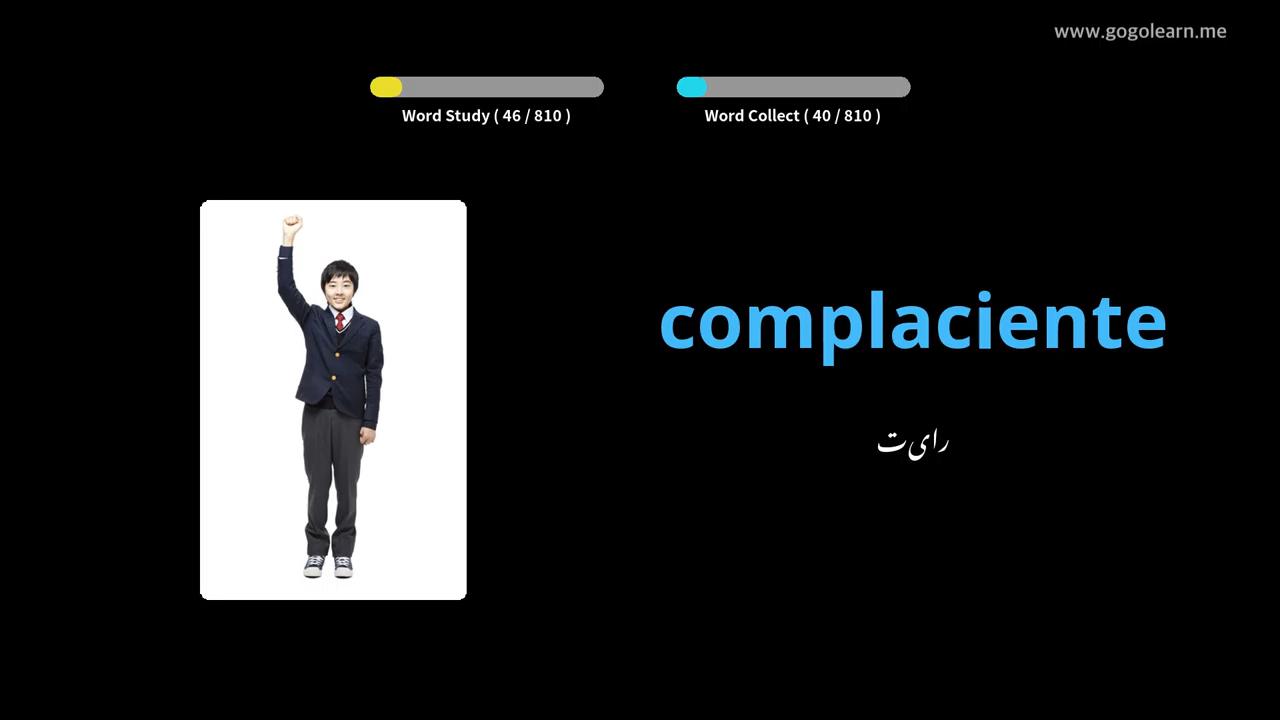 www.gogolearn.me
Word Study ( 46 / 810 )
Word Collect ( 40 / 810 )
complaciente
رای‌ت